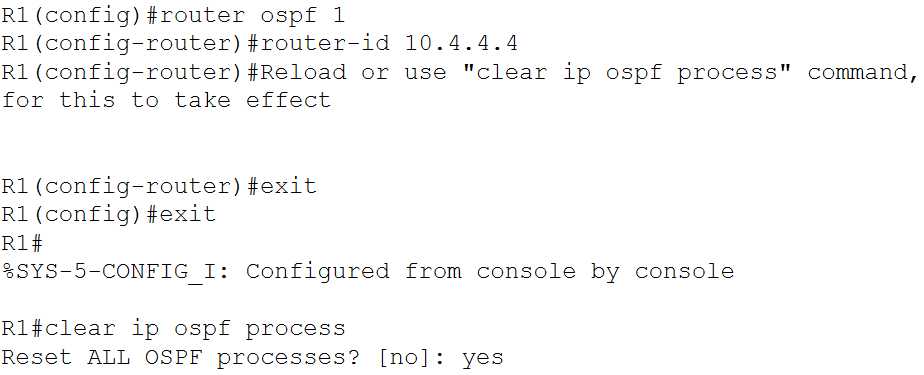 R1(config)#router ospf 1
R1(config-router)#router-id 10.4.4.4
R1(config-router)#Reload or use "clear ip ospf process" command,
for this to take effect
R1(config-router)#exit
R1(config)#exit
R1#
%SYS-5-CONFIG_I: Configured from console by console
R1#clear ip ospf process
Reset ALL OSPF processes? [no]: yes